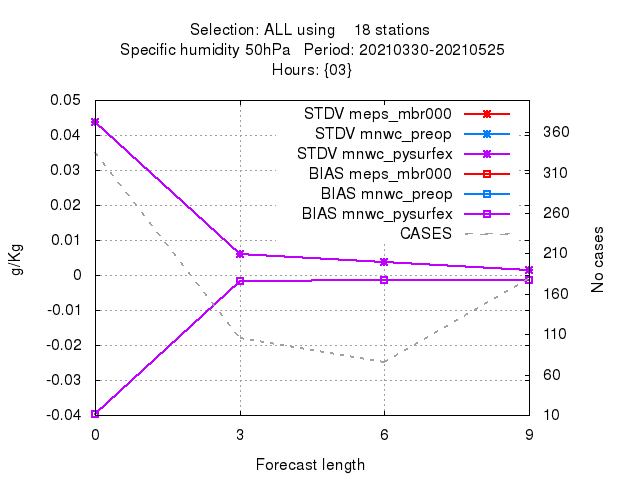 Selection: ALL using    18 stations
Specific humidity 50hPa   Period: 20210330-20210525
Hours: {03}
STDV meps_mbr000
STDV mnwc_preop
STDV mnwc_pysurfex
BIAS meps_mbr000
BIAS mnwc_preop
BIAS mnwc_pysurfex
CASES
g/Kg
0.05
0.04
0.03
0.02
0.01
0
-0.01
-0.02
-0.03
-0.04
No cases
360
310
260
210
160
110
60
10
0 3 6 9
Forecast length